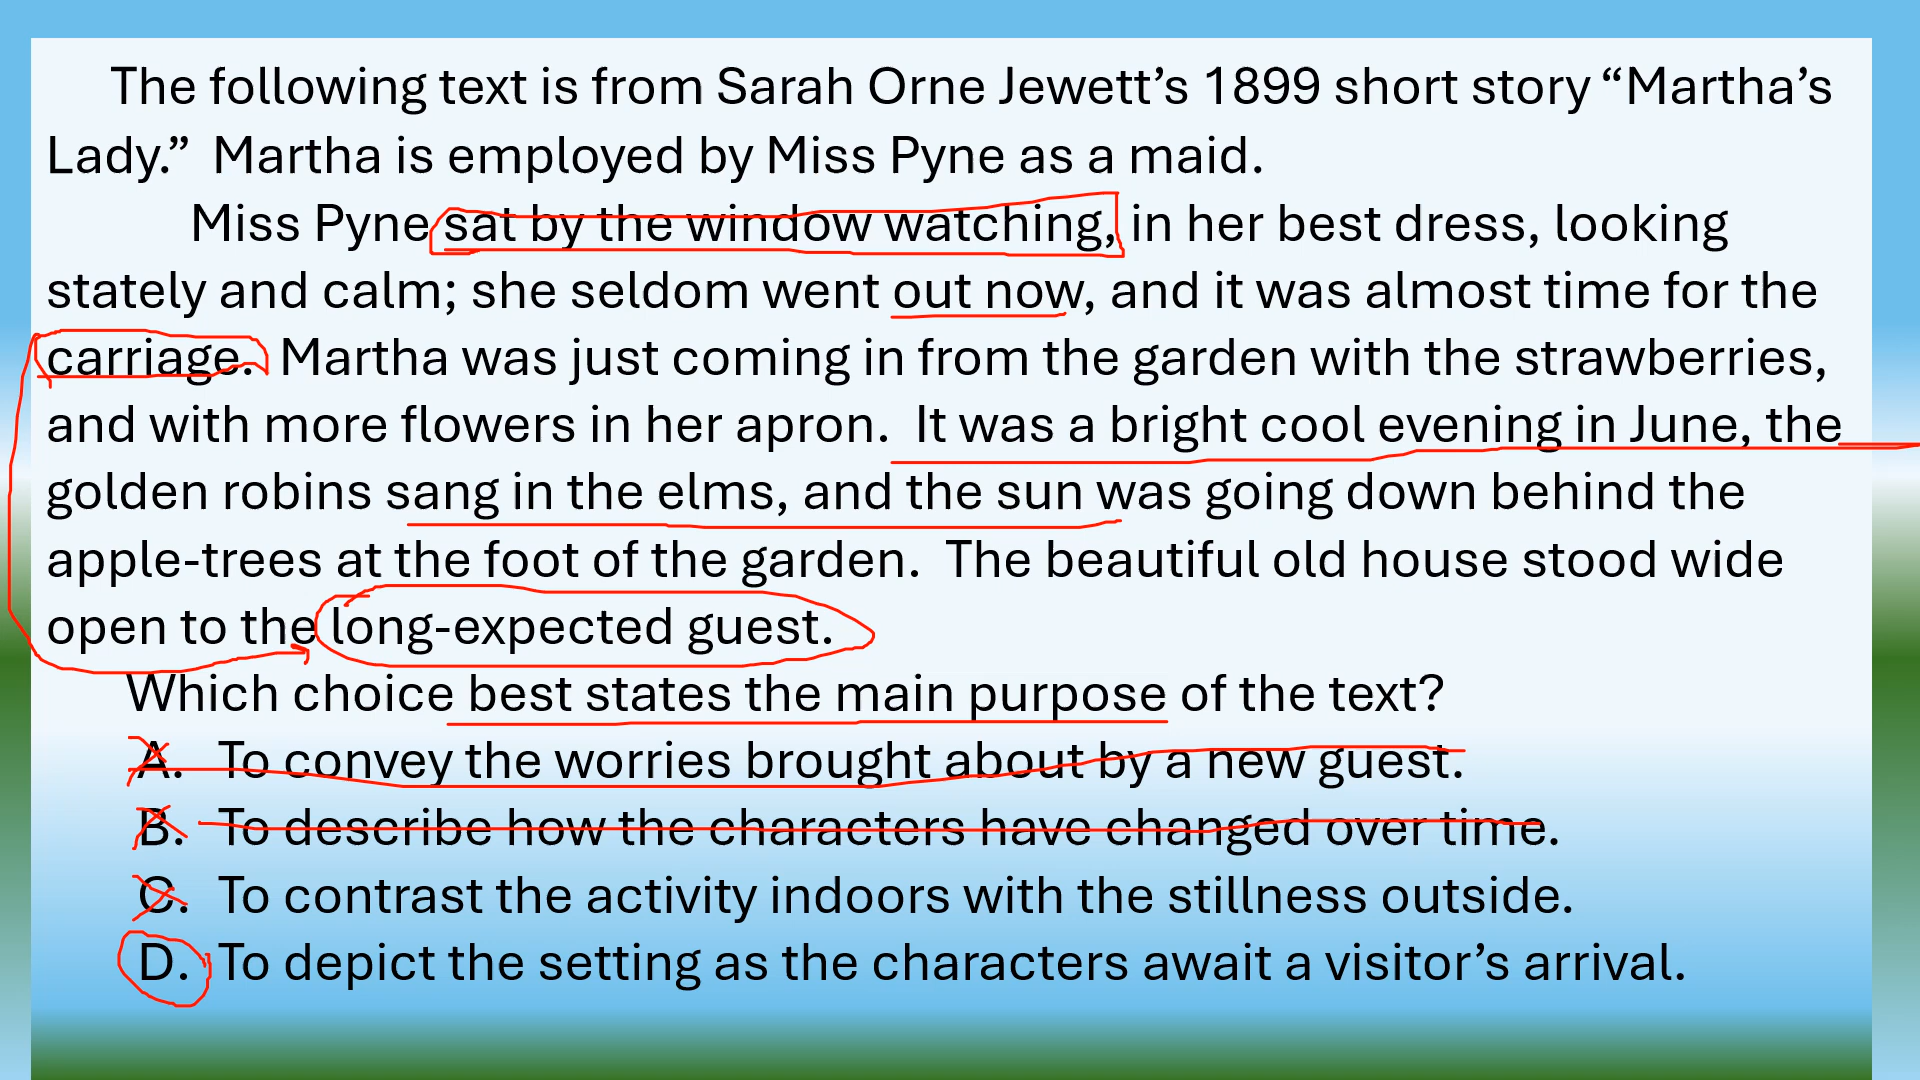 The following text is from Sarah Orne Jewett’s 1899 short story “Martha’s
Lady.” Martha is employed by Miss Pyne as a maid.
Miss Pyne sat by the window watching, in her best dress, looking
stately and calm; she seldom went out now, and it was almost time for the
carriage. Martha was just coming in from the garden with the strawberries,
and with more flowers in her apron. It was a bright cool evening in June, the
golden robins sang in the elms, and the sun was going down behind the
apple-trees at the foot of the garden. The beautiful old house stood wide
open to the long-expected guest.
Which choice best states the main purpose of the text?
A. To convey the worries brought about by a new guest.
B. To describe how the characters have changed over time.
C. To contrast the activity indoors with the stillness outside.
D. To depict the setting as the characters await a visitor’s arrival.